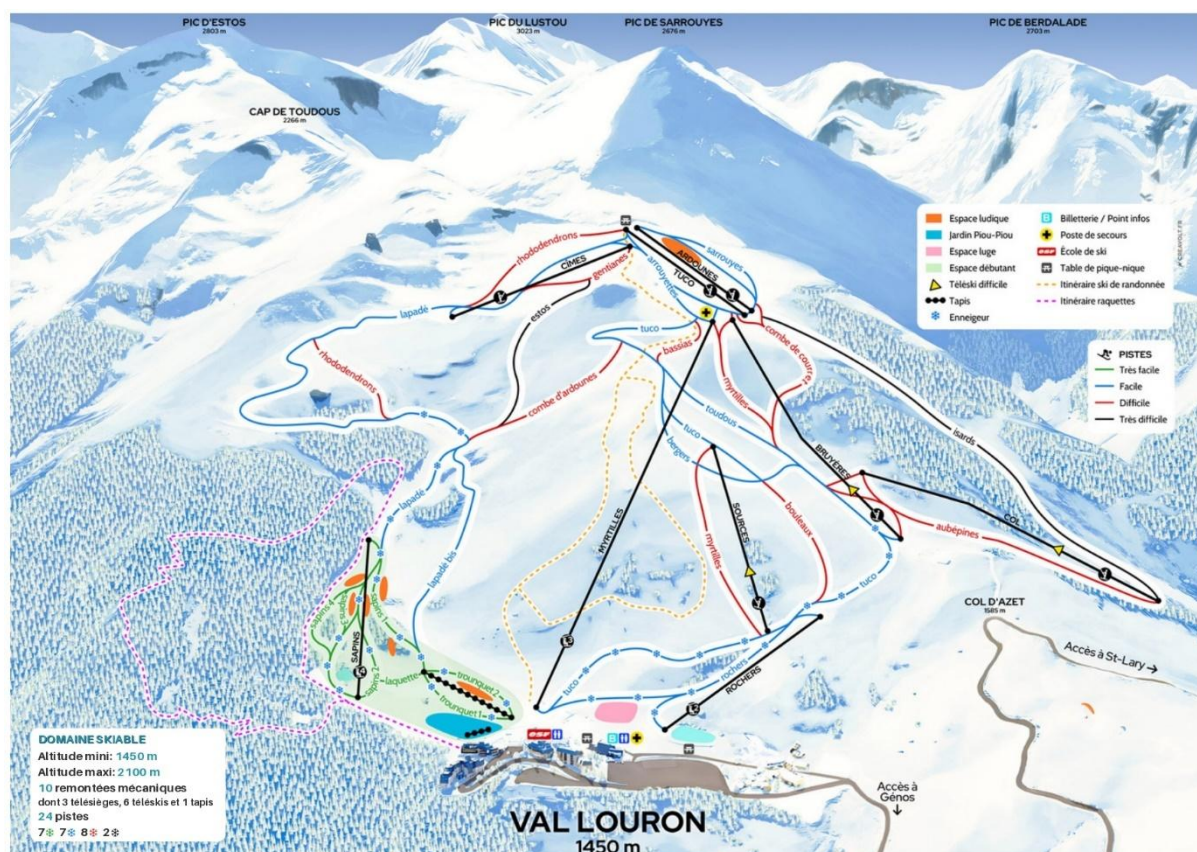 PIC D'ESTOS
2803 m
PIC DU LUSTOU
3023 m
PIC DE SARROUYES
2676 m
PIC DE BERDALADE
2703 m
CAP DE TOUDOUS
2266 m
Espace ludique
Jardin Piou-Piou
Espace luge
Espace débutant
Téléski difficile
Tapis
Enneigeur
Billetterie / Point infos
Poste de secours
École de ski
Table de pique-nique
Itinéraire ski de randonnée
Itinéraire raquettes
PISTES
Très facile
Facile
Difficile
Très difficile
rhododendrons
CÎMES
gentianes
lapadé
estos
arrouyettes
ARDOUNES
TUCO
sarrouyes
tuco
bassias
myrtilles
combe de courret
isards
rhododendrons
combe d'ardounes
toudous
tuco
bergers
BRUYÈRES
lapadé
lapadé bis
MYRTILLES
SOURCES
myrtilles
bouleaux
COL
aubépines
tuco
COL D'AZET
1585 m
Accès à St-Lary
sapins 4
sapins 3
sapins 1
SAPINS
sapins 2
laquette
trounquet 2
trounquet 1
tuco
rochers
ROCHERS
ESF
B
Accès à
Génos
DOMAINE SKIABLE
Altitude mini: 1450 m
Altitude maxi: 2100 m
10 remontées mécaniques
dont 3 télésièges, 6 téléskis et 1 tapis
24 pistes
7 7 8 2
VAL LOURON
1450 m